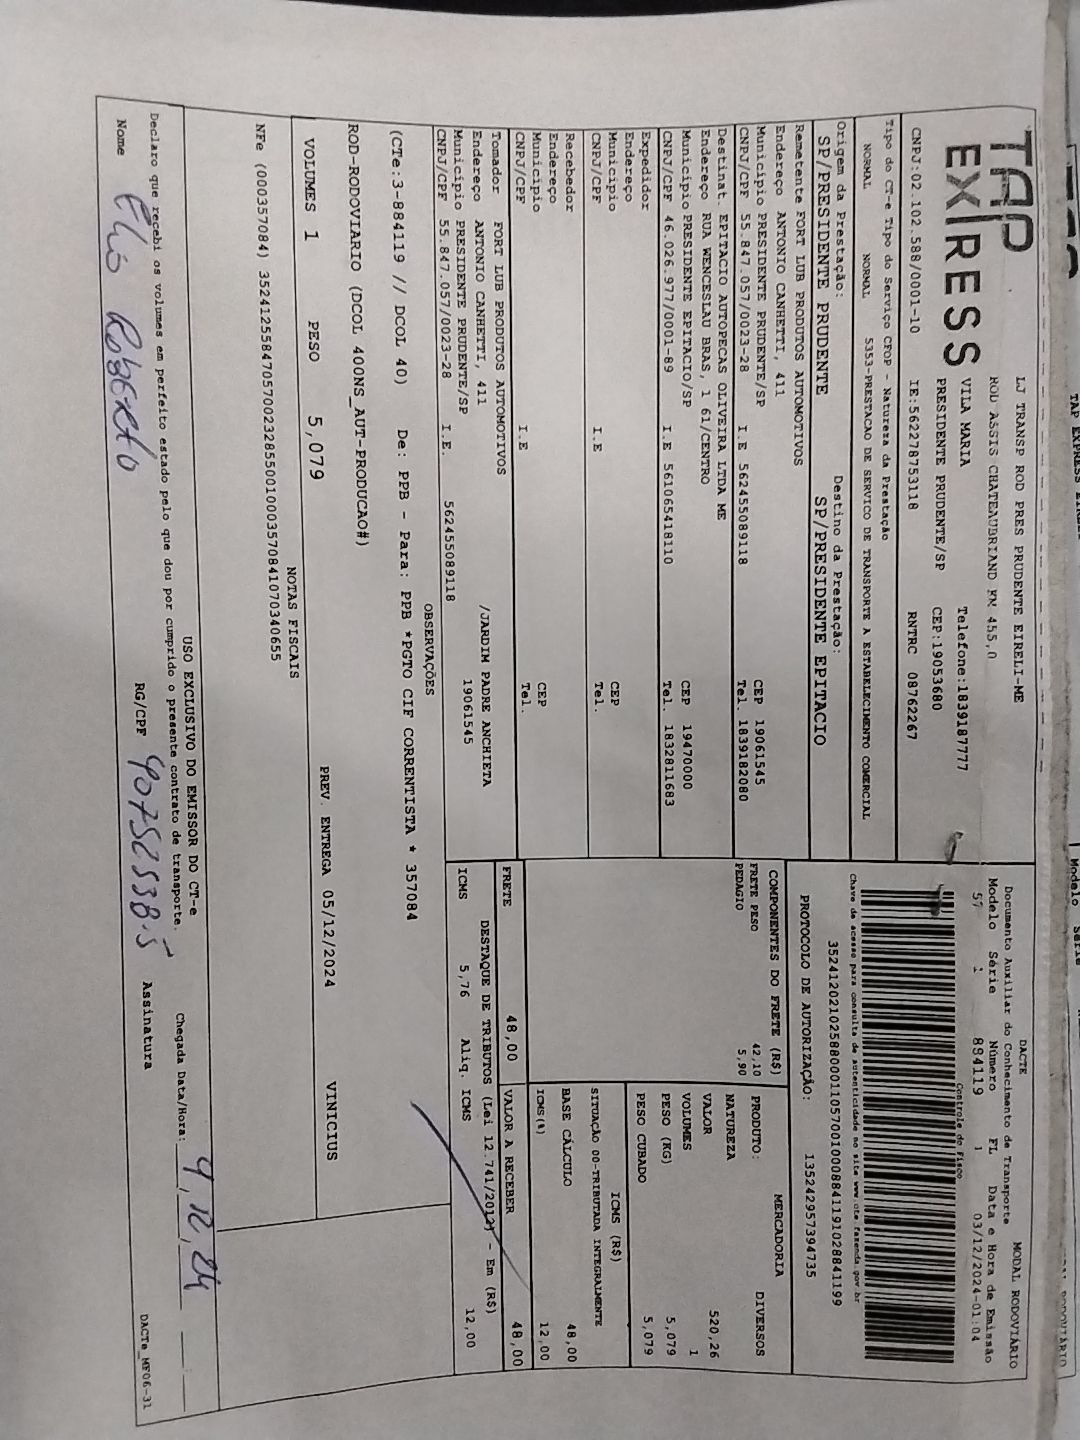 TAP EXPRESS
LJ TRANSP ROD PRES PRUDENTE EIRELI-ME
ROD ASSIS CHATEAUBRIAND KM 455,0
VILA MARIA Telefone:1839187777
PRESIDENTE PRUDENTE/SP CEP:19053680
CNPJ:02.102.588/0001-10 IE:562278753118 RNTRC 08762267
DACTE MODAL RODOVIÁRIO
Documento Auxiliar do Conhecimento de Transporte
Modelo Série Número FL Data e Hora de Emissão
57 1 884119 1 03/12/2024-01:04
Controle do Fisco
Tipo do CT-e Tipo do Serviço CFOP - Natureza da Prestação
NORMAL NORMAL 5353-PRESTACAO DE SERVICO DE TRANSPORTE A ESTABELECIMENTO COMERCIAL
Chave de acesso para consulta de autenticidade no site www.cte.fazenda.gov.br
35241202102588000110570010008841191028841199
Origem da Prestação: Destino da Prestação:
SP/PRESIDENTE PRUDENTE SP/PRESIDENTE EPITACIO
PROTOCOLO DE AUTORIZAÇÃO: 135242957394735
Remetente FORT LUB PRODUTOS AUTOMOTIVOS
Endereço ANTONIO CANHETTI, 411
Município PRESIDENTE PRUDENTE/SP CEP 19061545
CNPJ/CPF 55.847.057/0023-28 I.E 562455089118 Tel. 1839182080
Destinat. EPITACIO AUTOPECAS OLIVEIRA LTDA ME
Endereço RUA WENCESLAU BRAS, 1 61/CENTRO
Município PRESIDENTE EPITACIO/SP CEP 19470000
CNPJ/CPF 46.026.977/0001-89 I.E 561065418110 Tel. 1832811683
Expedidor
Endereço
Município CEP
CNPJ/CPF I.E Tel.
Recebedor
Endereço
Município CEP
CNPJ/CPF I.E Tel.
Tomador FORT LUB PRODUTOS AUTOMOTIVOS
Endereço ANTONIO CANHETTI, 411 /JARDIM PADRE ANCHIETA
Município PRESIDENTE PRUDENTE/SP 19061545
CNPJ/CPF 55.847.057/0023-28 I.E. 562455089118
COMPONENTES DO FRETE (R$)
FRETE PESO 42,10
PEDAGIO 5,90
PRODUTO: MERCADORIA
NATUREZA DIVERSOS
VALOR 520,26
VOLUMES 1
PESO (KG) 5,079
PESO CUBADO 5,079
ICMS (R$)
SITUAÇÃO 00-TRIBUTADA INTEGRALMENTE
BASE CÁLCULO 48,00
ICMS(%) 12,00
FRETE 48,00 VALOR A RECEBER 48,00
DESTAQUE DE TRIBUTOS (Lei 12.741/2012) - Em (R$)
ICMS 5,76 Aliq. ICMS 12,00
OBSERVAÇÕES
(CTe:3-884119 // DCOL 40) De: PPB - Para: PPB *PGTO CIF CORRENTISTA * 357084
ROD-RODOVIARIO (DCOL 400NS_AUT-PRODUCAO#)
VOLUMES 1 PESO 5,079 PREV. ENTREGA 05/12/2024 VINICIUS
NOTAS FISCAIS
NFe (000357084) 35241255847057002328550010003570841070340655
USO EXCLUSIVO DO EMISSOR DO CT-e
Declaro que recebi os volumes em perfeito estado pelo que dou por cumprido o presente contrato de transporte. Chegada Data/Hora: 9,12,24
Nome Elis Roberto RG/CPF 40752538-5 Assinatura
DACTe_MF06-31